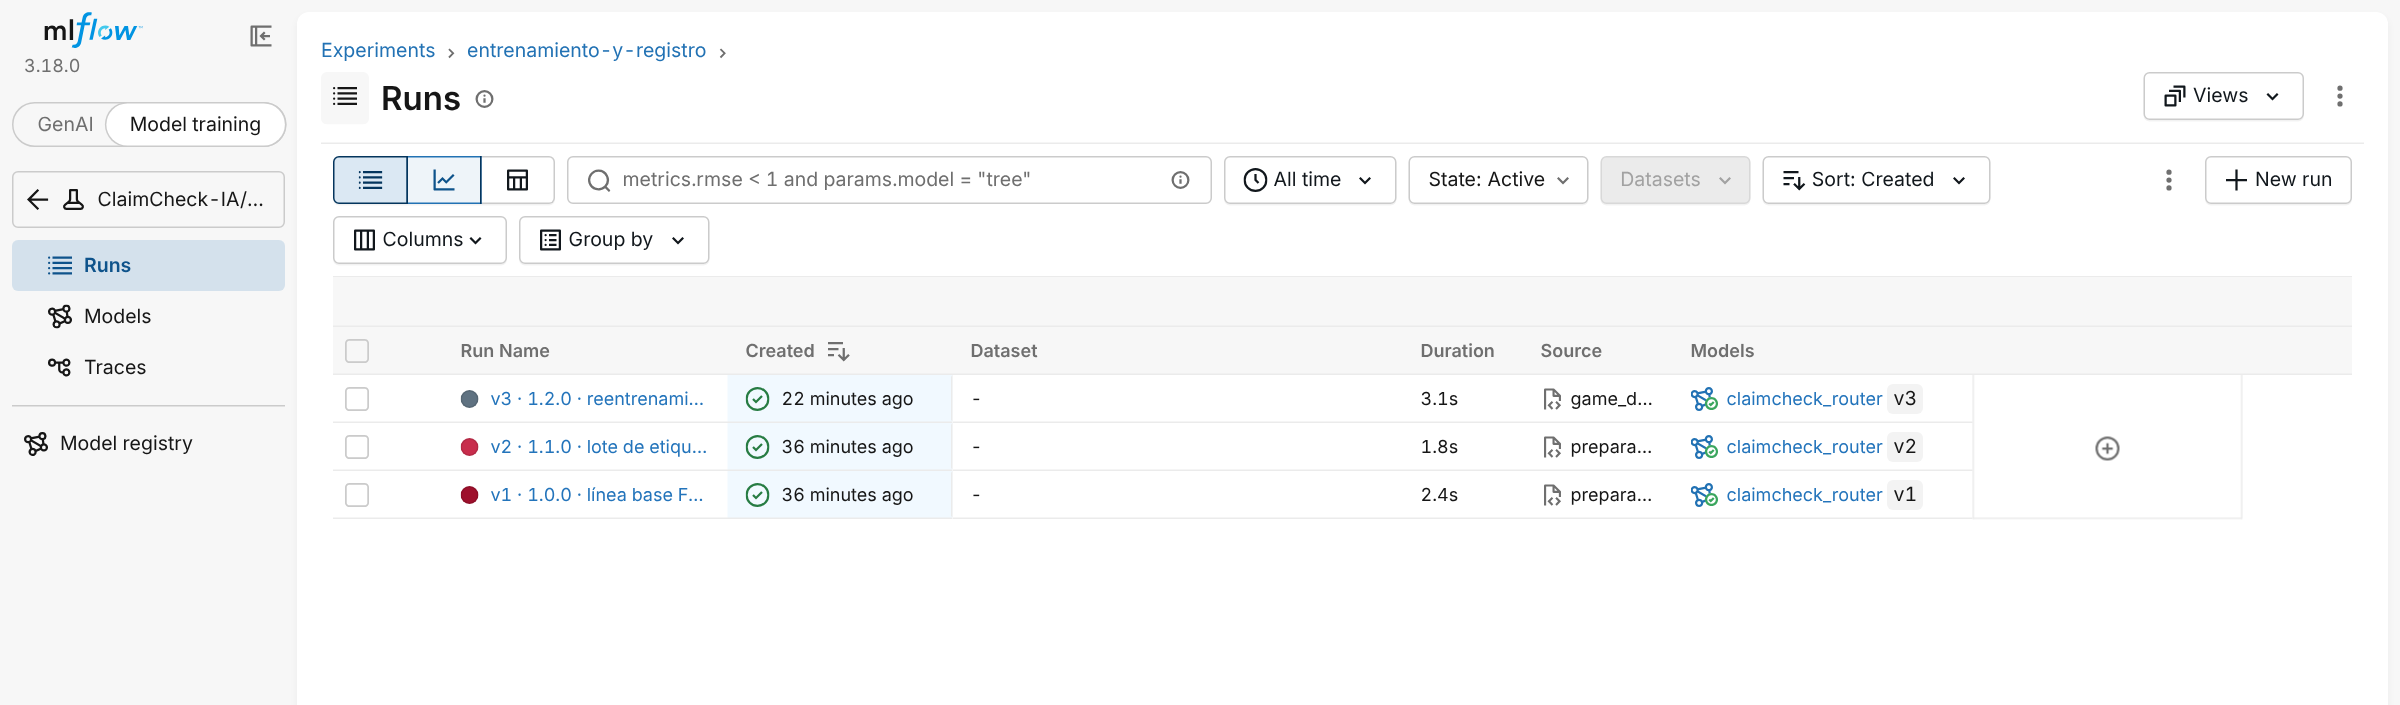 mlflow
3.18.0
GenAI Model training
ClaimCheck-IA/...
Runs
Models
Traces
Model registry
Experiments › entrenamiento-y-registro ›
Runs
Views
metrics.rmse < 1 and params.model = "tree"
All time
State: Active
Datasets
Sort: Created
New run
Columns
Group by
Run Name Created Dataset Duration Source Models
v3 · 1.2.0 · reentrenami... 22 minutes ago - 3.1s game_d... claimcheck_router v3
v2 · 1.1.0 · lote de etiqu... 36 minutes ago - 1.8s prepara... claimcheck_router v2
v1 · 1.0.0 · línea base F... 36 minutes ago - 2.4s prepara... claimcheck_router v1